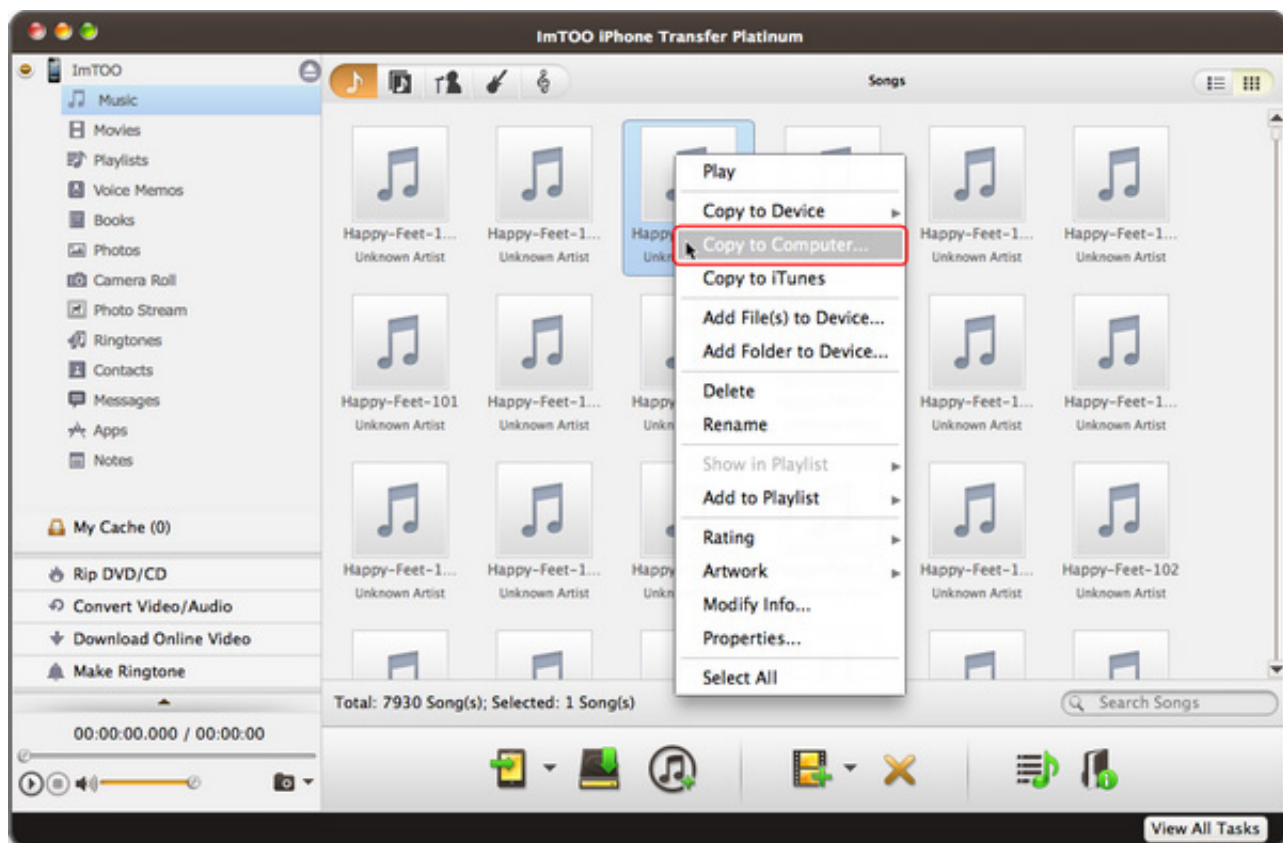 ImTOO iPhone Transfer Platinum
ImTOO
Music
Movies
Playlists
Voice Memos
Books
Photos
Camera Roll
Photo Stream
Ringtones
Contacts
Messages
Apps
Notes
My Cache (0)
Rip DVD/CD
Convert Video/Audio
Download Online Video
Make Ringtone
00:00:00.000 / 00:00:00
Songs
Happy-Feet-1... Happy-Feet-1... Happy Happy-Feet-1... Happy-Feet-1...
Unknown Artist Unknown Artist Unkn Unknown Artist Unknown Artist
Happy-Feet-101 Happy-Feet-1... Happy Happy-Feet-1... Happy-Feet-1...
Unknown Artist Unknown Artist Unkn Unknown Artist Unknown Artist
Happy-Feet-1... Happy-Feet-1... Happy Happy-Feet-1... Happy-Feet-102
Unknown Artist Unknown Artist Unkn Unknown Artist Unknown Artist
Play
Copy to Device
Copy to Computer...
Copy to iTunes
Add File(s) to Device...
Add Folder to Device...
Delete
Rename
Show in Playlist
Add to Playlist
Rating
Artwork
Modify Info...
Properties...
Select All
Total: 7930 Song(s); Selected: 1 Song(s)
Search Songs
View All Tasks